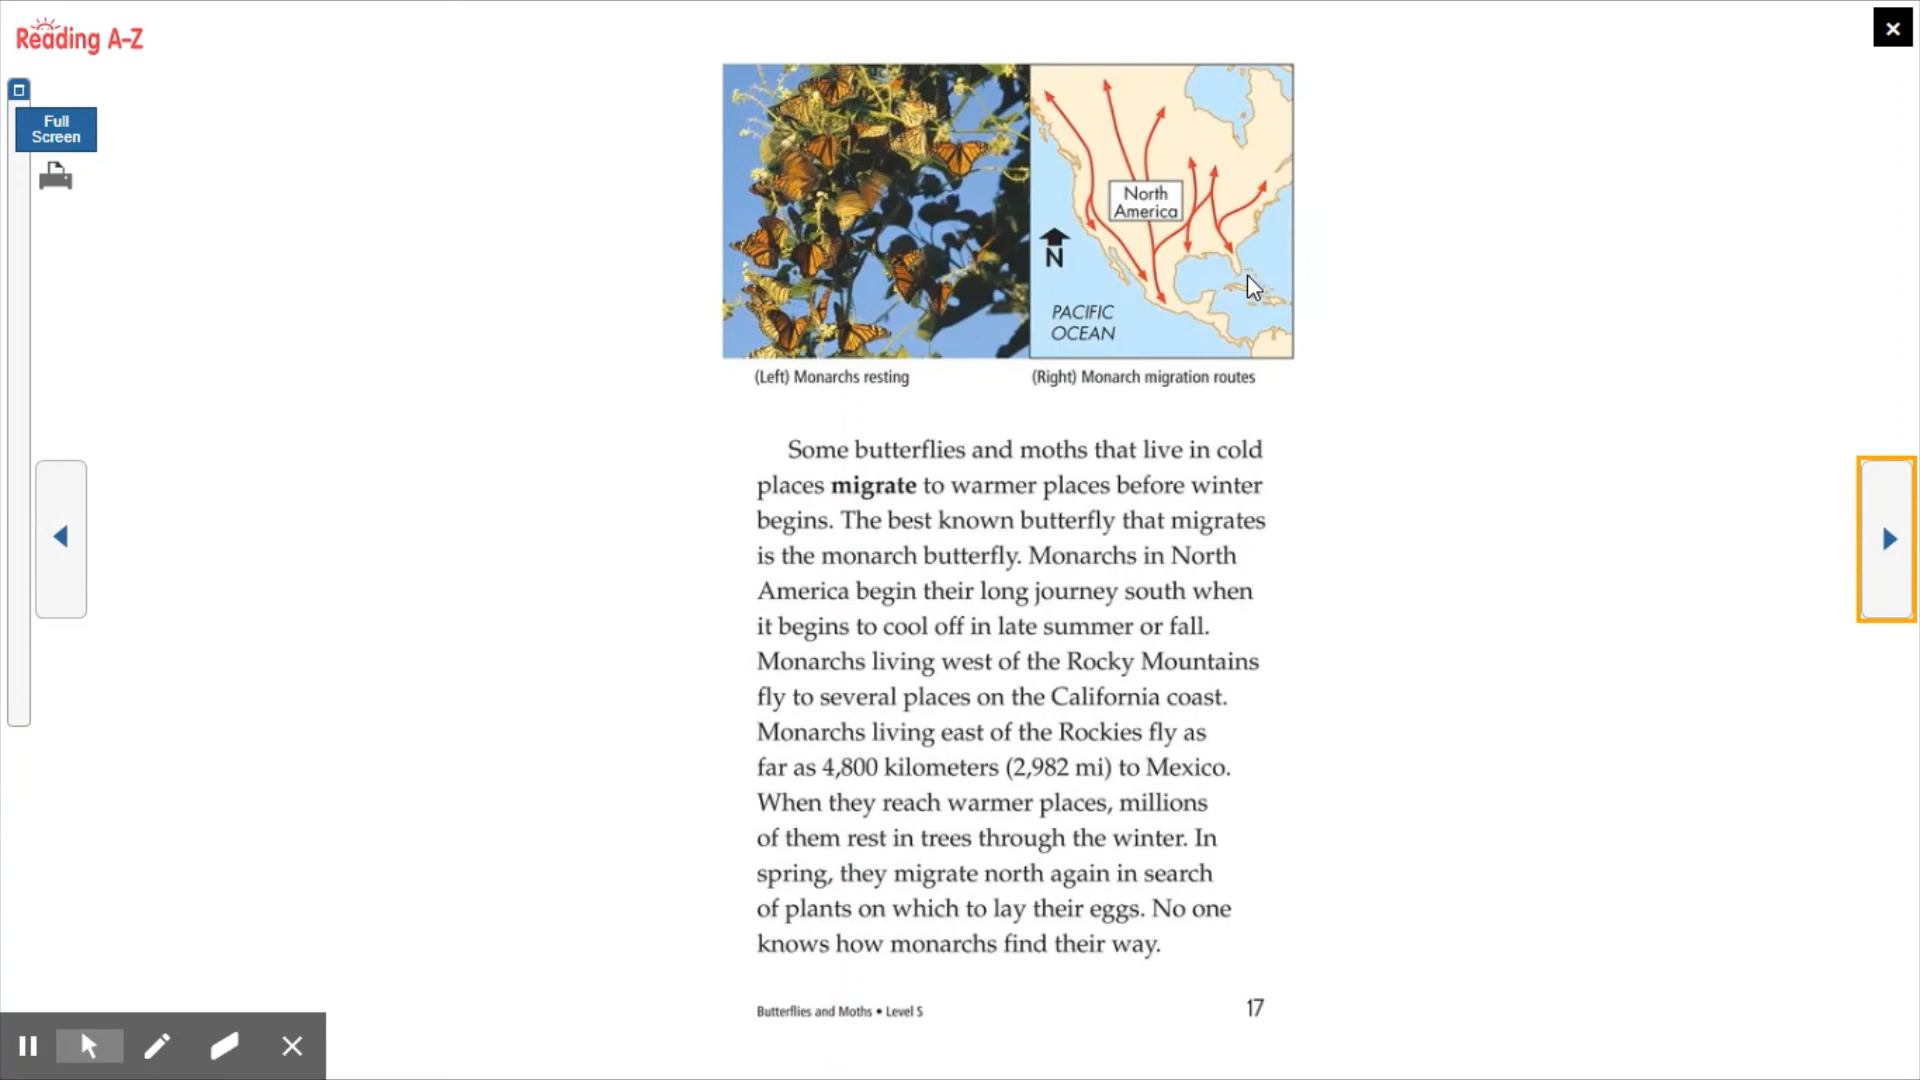 Reading A-Z
Full
Screen
North
America
N
PACIFIC
OCEAN
(Left) Monarchs resting
(Right) Monarch migration routes
Some butterflies and moths that live in cold
places migrate to warmer places before winter
begins. The best known butterfly that migrates
is the monarch butterfly. Monarchs in North
America begin their long journey south when
it begins to cool off in late summer or fall.
Monarchs living west of the Rocky Mountains
fly to several places on the California coast.
Monarchs living east of the Rockies fly as
far as 4,800 kilometers (2,982 mi) to Mexico.
When they reach warmer places, millions
of them rest in trees through the winter. In
spring, they migrate north again in search
of plants on which to lay their eggs. No one
knows how monarchs find their way.
Butterflies and Moths • Level S
17